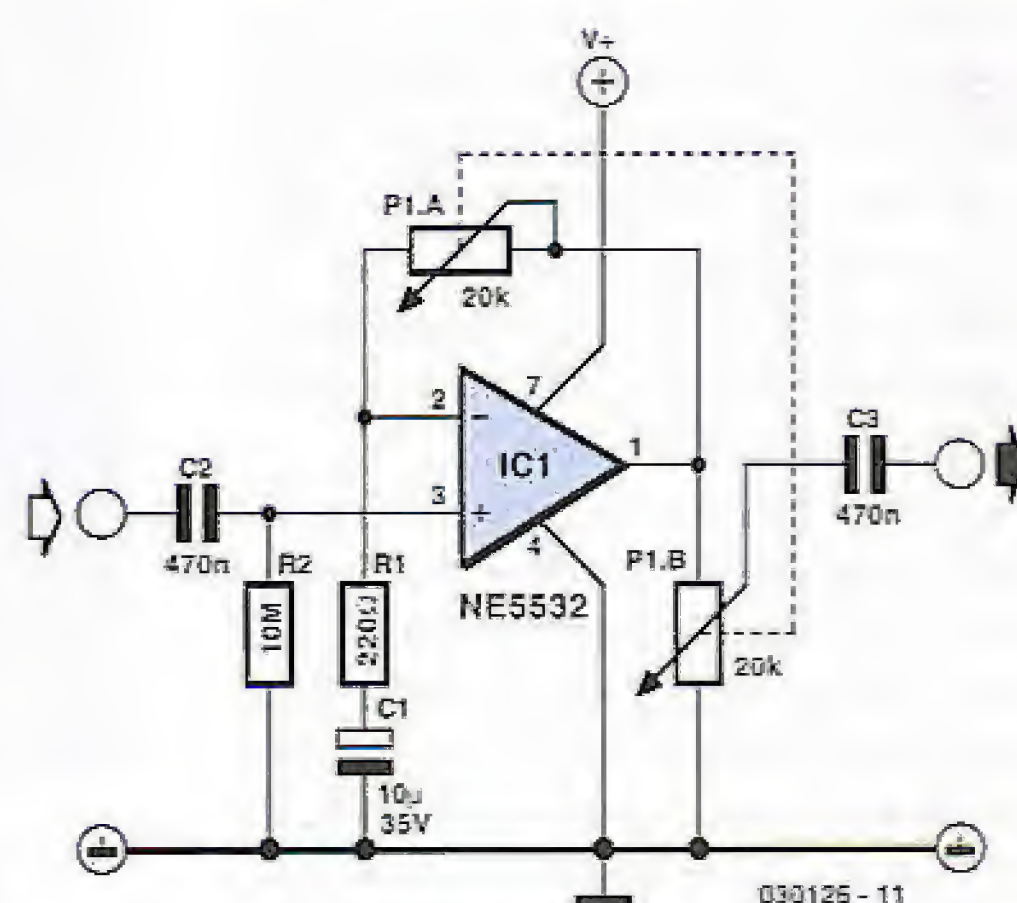 V+
P1.A
20k
2
7
IC1
1
C3
470n
C2
3
470n
R2
R1
4
P1.B
NE5532
10M
220Ω
20k
C1
10µ
35V
030126 - 11